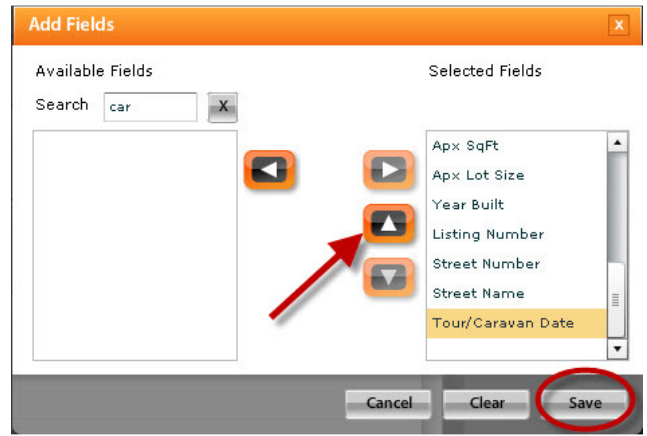 Add Fields
x
Available Fields
Selected Fields
Search car X
Apx SqFt
Apx Lot Size
Year Built
Listing Number
Street Number
Street Name
Tour/Caravan Date
Cancel Clear Save